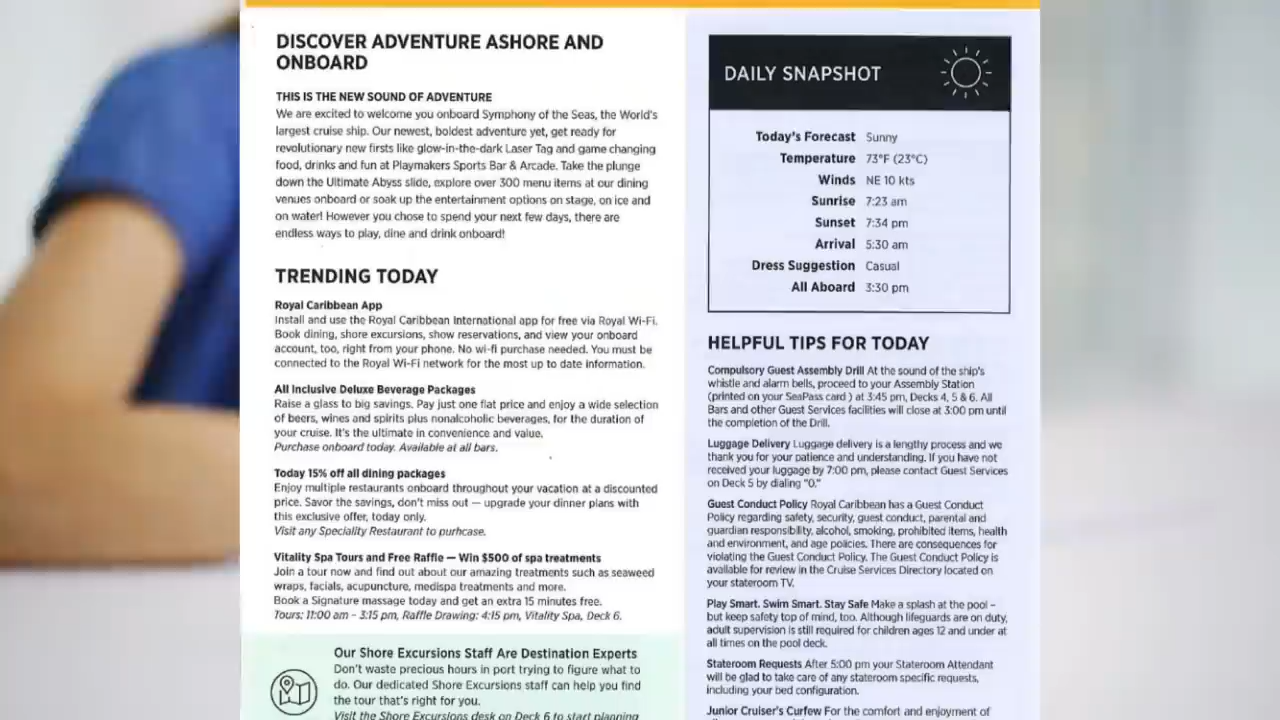 DISCOVER ADVENTURE ASHORE AND
ONBOARD
THIS IS THE NEW SOUND OF ADVENTURE
We are excited to welcome you onboard Symphony of the Seas, the World's
largest cruise ship. Our newest, boldest adventure yet, get ready for
revolutionary new firsts like glow-in-the-dark Laser Tag and game changing
food, drinks and fun at Playmakers Sports Bar & Arcade. Take the plunge
down the Ultimate Abyss slide, explore over 300 menu items at our dining
venues onboard or soak up the entertainment options on stage, on ice and
on water! However you chose to spend your next few days, there are
endless ways to play, dine and drink onboard!
TRENDING TODAY
Royal Caribbean App
Install and use the Royal Caribbean International app for free via Royal Wi-Fi.
Book dining, shore excursions, show reservations, and view your onboard
account, too, right from your phone. No wi-fi purchase needed. You must be
connected to the Royal Wi-Fi network for the most up to date information.
All Inclusive Deluxe Beverage Packages
Raise a glass to big savings. Pay just one flat price and enjoy a wide selection
of beers, wines and spirits plus nonalcoholic beverages, for the duration of
your cruise. It's the ultimate in convenience and value.
Purchase onboard today. Available at all bars.
Today 15% off all dining packages
Enjoy multiple restaurants onboard throughout your vacation at a discounted
price. Savor the savings, don't miss out — upgrade your dinner plans with
this exclusive offer, today only.
Visit any Speciality Restaurant to purhcase.
Vitality Spa Tours and Free Raffle — Win $500 of spa treatments
Join a tour now and find out about our amazing treatments such as seaweed
wraps, facials, acupuncture, medispa treatments and more.
Book a Signature massage today and get an extra 15 minutes free.
Tours: 11:00 am – 3:15 pm, Raffle Drawing: 4:15 pm, Vitality Spa, Deck 6.
Our Shore Excursions Staff Are Destination Experts
Don't waste precious hours in port trying to figure what to
do. Our dedicated Shore Excursions staff can help you find
the tour that's right for you.
Visit the Shore Excursions desk on Deck 6 to start planning
DAILY SNAPSHOT
Today's Forecast Sunny
Temperature 73°F (23°C)
Winds NE 10 kts
Sunrise 7:23 am
Sunset 7:34 pm
Arrival 5:30 am
Dress Suggestion Casual
All Aboard 3:30 pm
HELPFUL TIPS FOR TODAY
Compulsory Guest Assembly Drill At the sound of the ship's
whistle and alarm bells, proceed to your Assembly Station
(printed on your SeaPass card ) at 3:45 pm, Decks 4, 5 & 6. All
Bars and other Guest Services facilities will close at 3:00 pm until
the completion of the Drill.
Luggage Delivery Luggage delivery is a lengthy process and we
thank you for your patience and understanding. If you have not
received your luggage by 7:00 pm, please contact Guest Services
on Deck 5 by dialing "0."
Guest Conduct Policy Royal Caribbean has a Guest Conduct
Policy regarding safety, security, guest conduct, parental and
guardian responsibility, alcohol, smoking, prohibited items, health
and environment, and age policies. There are consequences for
violating the Guest Conduct Policy. The Guest Conduct Policy is
available for review in the Cruise Services Directory located on
your stateroom TV.
Play Smart. Swim Smart. Stay Safe Make a splash at the pool –
but keep safety top of mind, too. Although lifeguards are on duty,
adult supervision is still required for children ages 12 and under at
all times on the pool deck.
Stateroom Requests After 5:00 pm your Stateroom Attendant
will be glad to take care of any stateroom specific requests,
including your bed configuration.
Junior Cruiser's Curfew For the comfort and enjoyment of